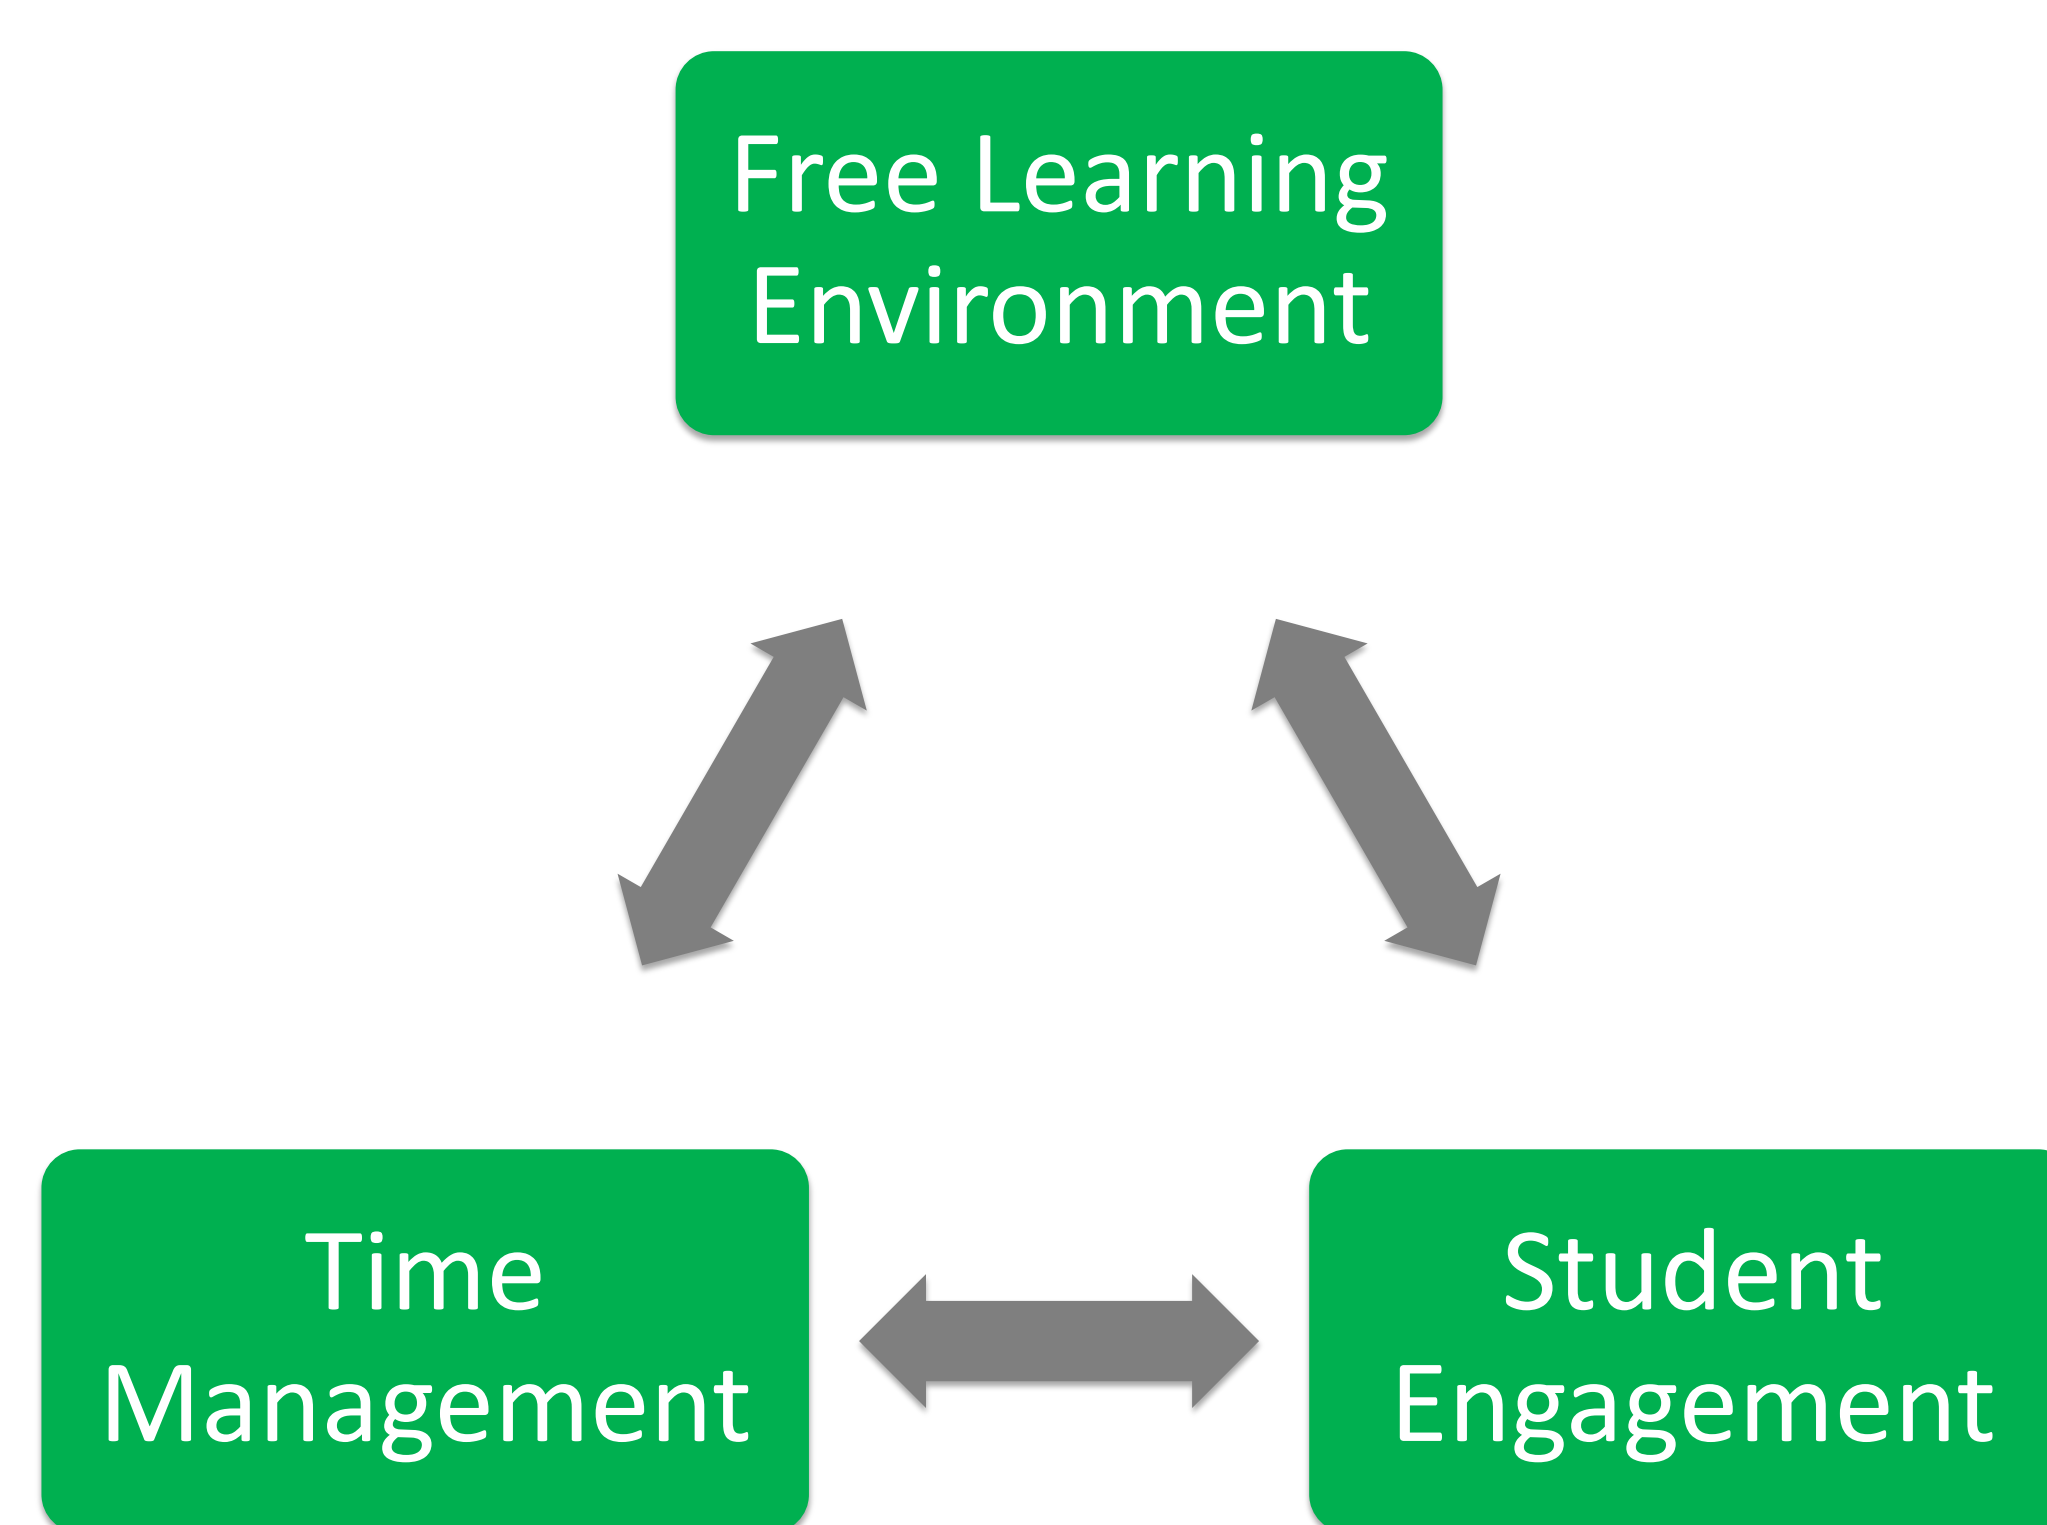 Free Learning
Environment
Time
Management
Student
Engagement